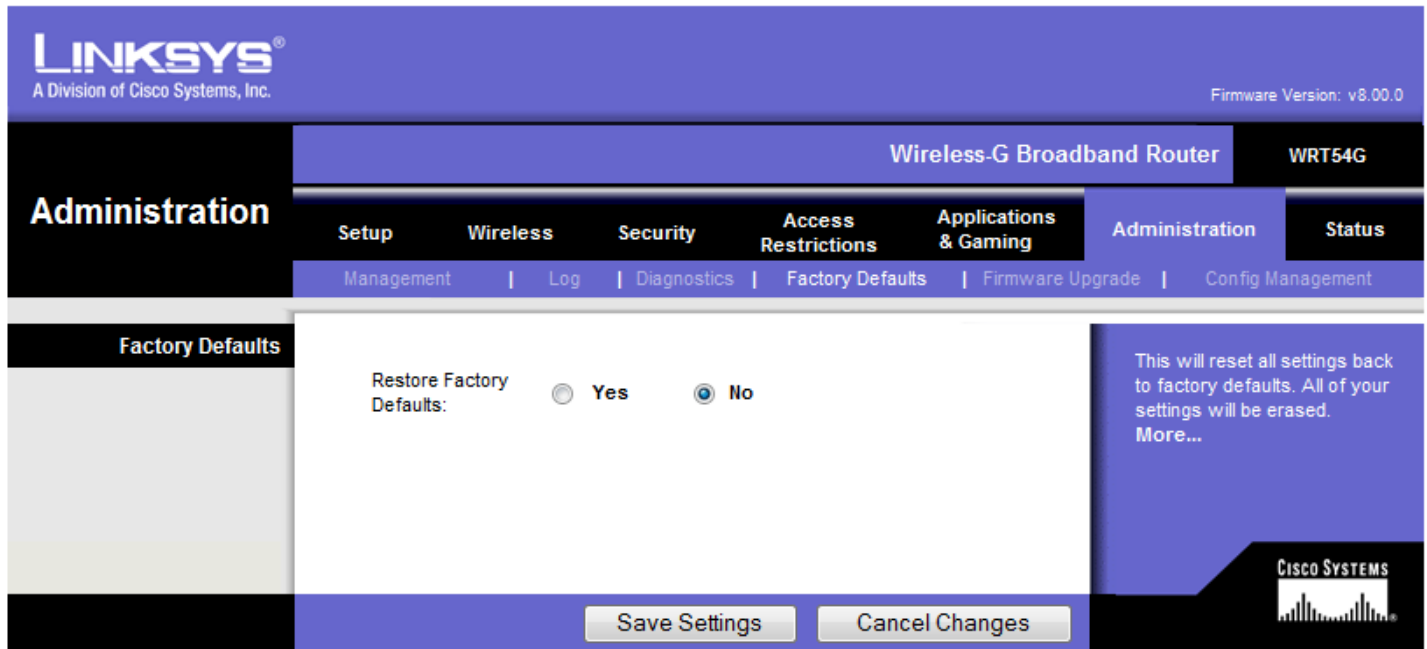 LINKSYS®
A Division of Cisco Systems, Inc.
Firmware Version: v8.00.0
Wireless-G Broadband Router
WRT54G
Administration
Setup
Wireless
Security
Access
Restrictions
Applications
& Gaming
Administration
Status
Management | Log | Diagnostics | Factory Defaults | Firmware Upgrade | Config Management
Factory Defaults
Restore Factory
Defaults:
Yes
No
This will reset all settings back
to factory defaults. All of your
settings will be erased.
More...
CISCO SYSTEMS
®
Save Settings
Cancel Changes